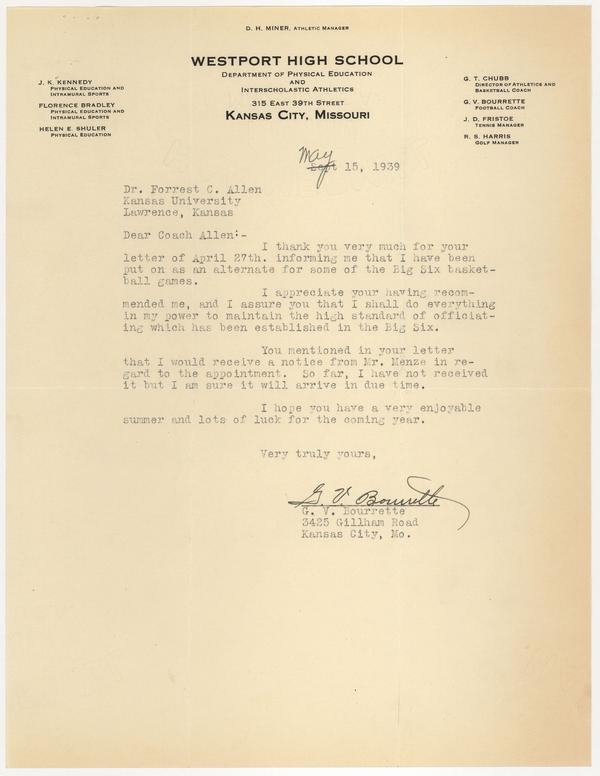 D. H. MINER, ATHLETIC MANAGER
WESTPORT HIGH SCHOOL
DEPARTMENT OF PHYSICAL EDUCATION
AND
INTERSCHOLASTIC ATHLETICS
315 EAST 39TH STREET
KANSAS CITY, MISSOURI
J. K. KENNEDY
PHYSICAL EDUCATION AND
INTRAMURAL SPORTS
FLORENCE BRADLEY
PHYSICAL EDUCATION AND
INTRAMURAL SPORTS
HELEN E. SHULER
PHYSICAL EDUCATION
G. T. CHUBB
DIRECTOR OF ATHLETICS AND
BASKETBALL COACH
G. V. BOURRETTE
FOOTBALL COACH
J. D. FRISTOE
TENNIS MANAGER
R. S. HARRIS
GOLF MANAGER
May
Sept 15, 1939
Dr. Forrest C. Allen
Kansas University
Lawrence, Kansas
Dear Coach Allen:-
I thank you very much for your
letter of April 27th. informing me that I have been
put on as an alternate for some of the Big Six basket-
ball games.
I appreciate your having recom-
mended me, and I assure you that I shall do everything
in my power to maintain the high standard of officiat-
ing which has been established in the Big Six.
You mentioned in your letter
that I would receive a notice from Mr. Menze in re-
gard to the appointment. So far, I have not received
it but I am sure it will arrive in due time.
I hope you have a very enjoyable
summer and lots of luck for the coming year.
Very truly yours,
G. V. Bourrette
G. V. Bourrette
3425 Gillham Road
Kansas City, Mo.